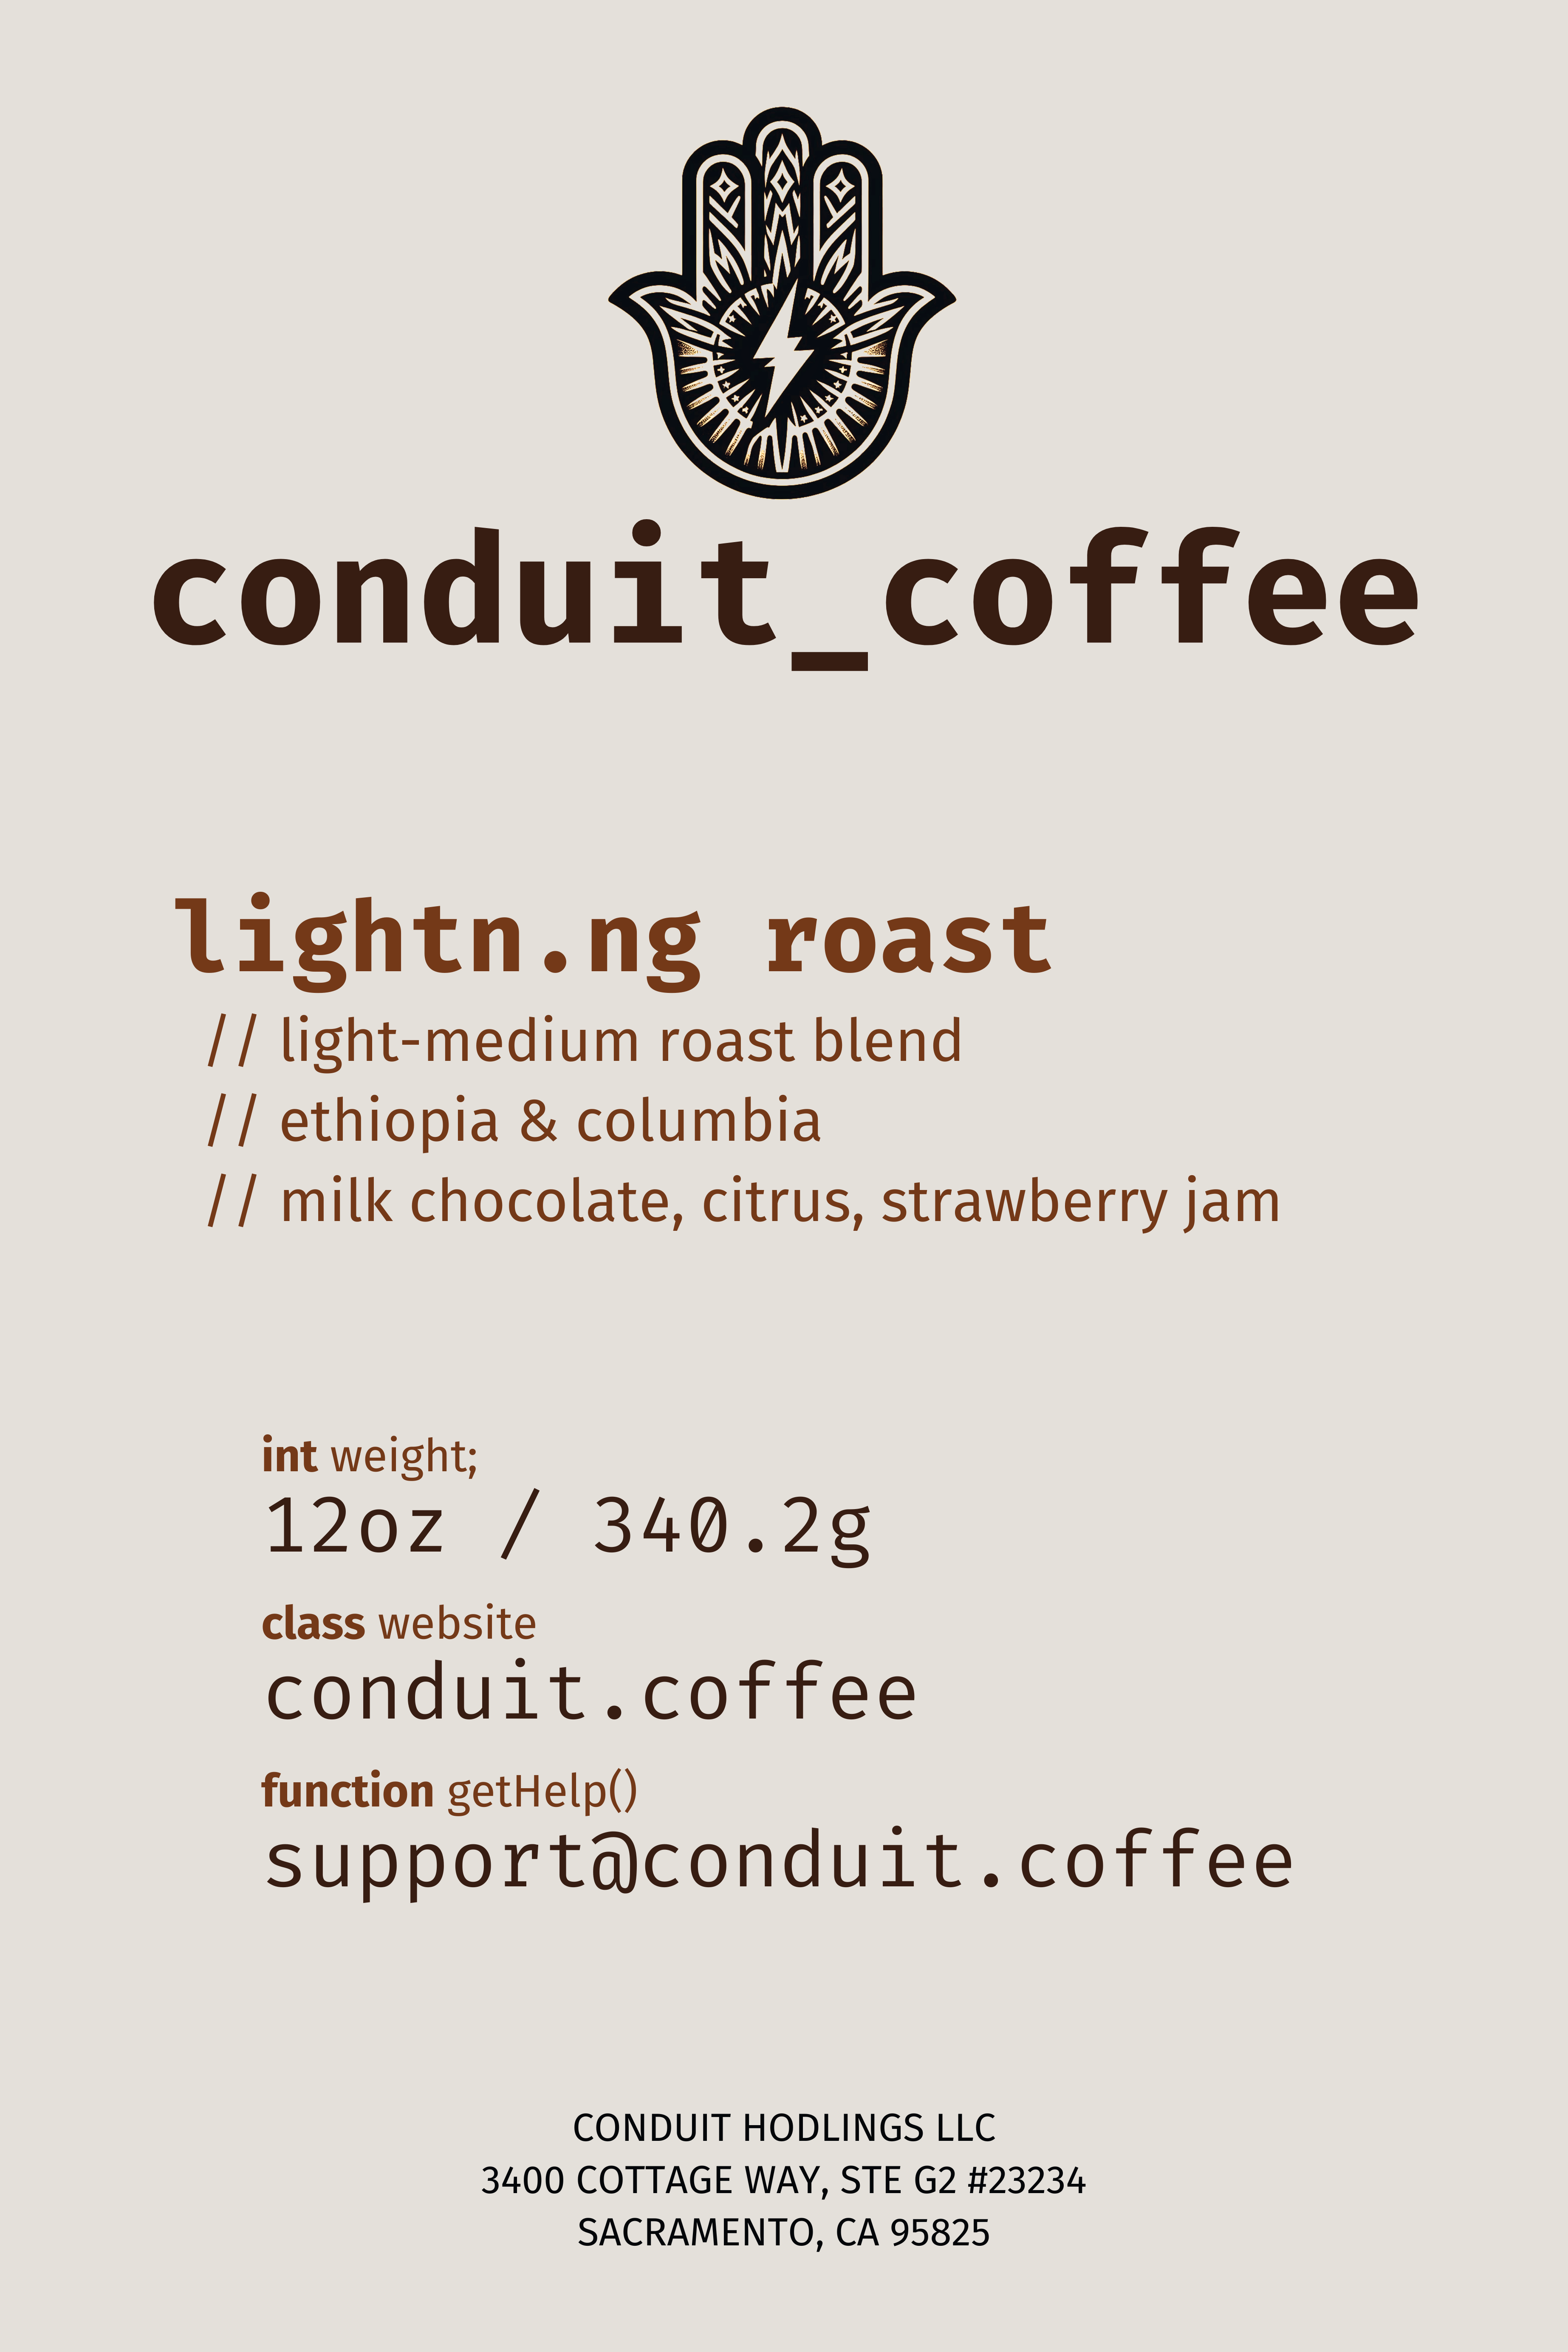 conduit_coffee
lightn.ng roast
// light-medium roast blend
// ethiopia & columbia
// milk chocolate, citrus, strawberry jam
int weight;
12oz / 340.2g
class website
conduit.coffee
function getHelp()
support@conduit.coffee
CONDUIT HODLINGS LLC
3400 COTTAGE WAY, STE G2 #23234
SACRAMENTO, CA 95825